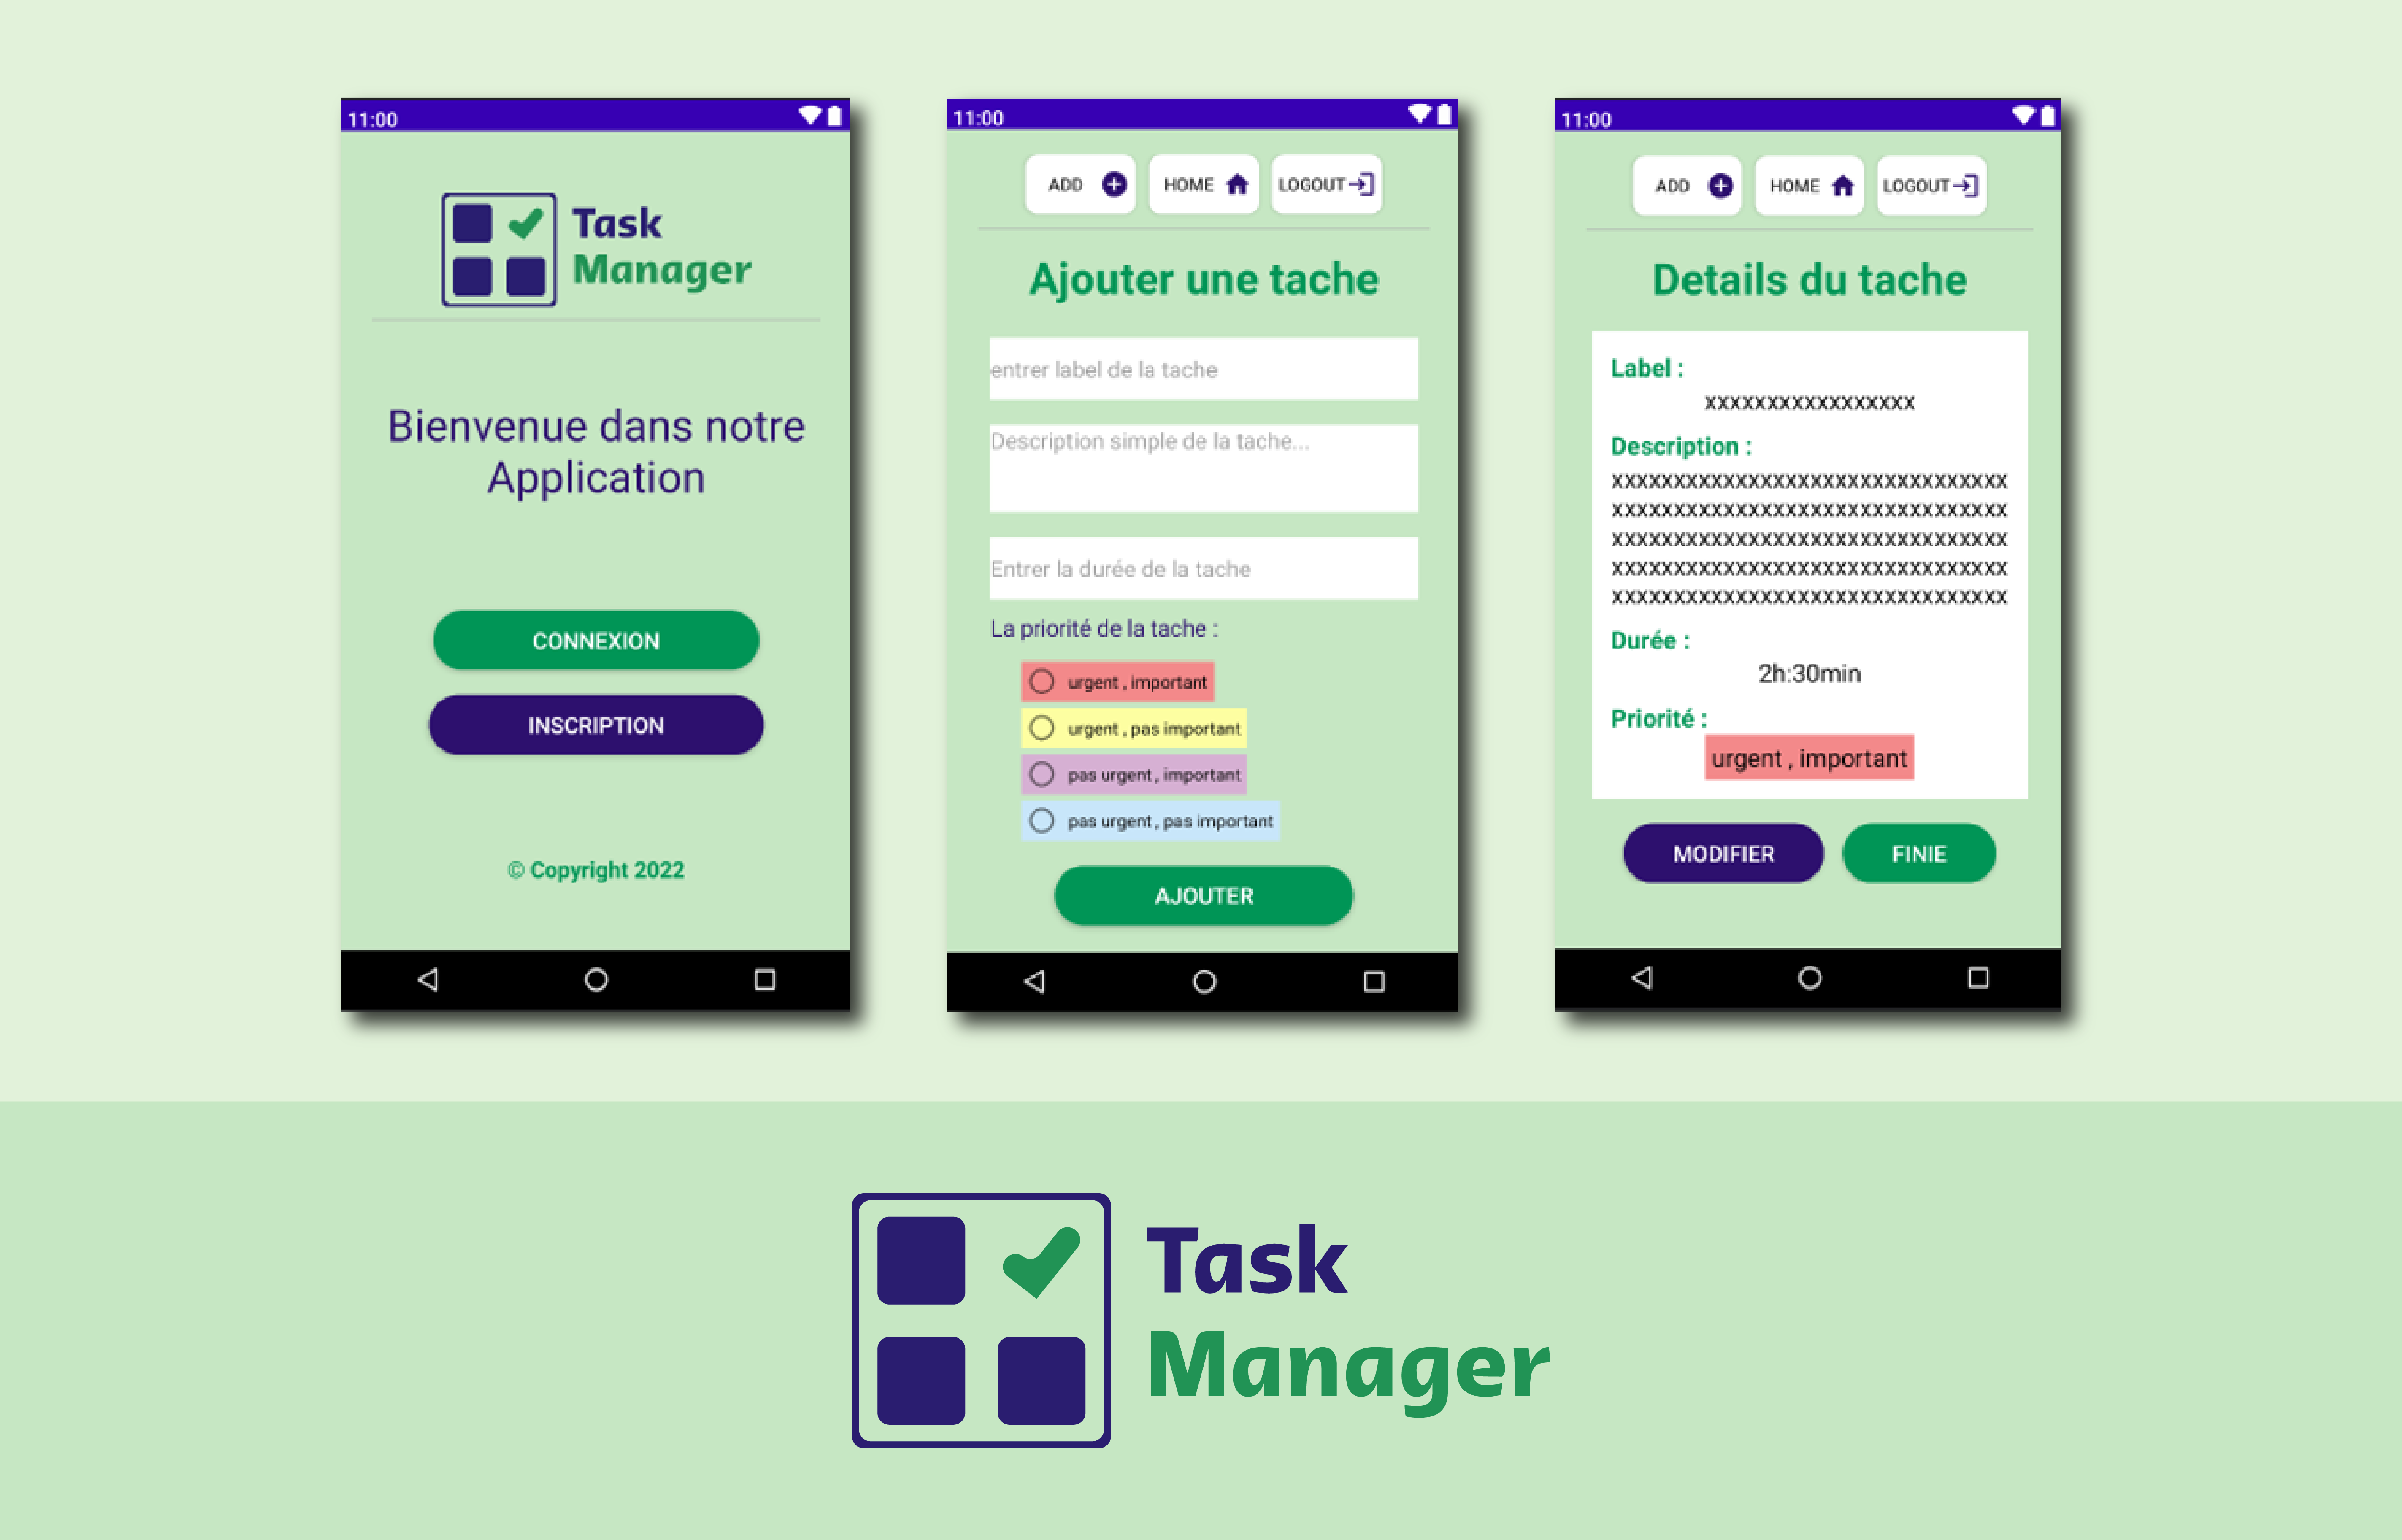 11:00
Task
Manager
Bienvenue dans notre
Application
CONNEXION
INSCRIPTION
© Copyright 2022
11:00
ADD HOME LOGOUT
Ajouter une tache
entrer label de la tache
Description simple de la tache...
Entrer la durée de la tache
La priorité de la tache :
urgent , important
urgent , pas important
pas urgent , important
pas urgent , pas important
AJOUTER
11:00
ADD HOME LOGOUT
Details du tache
Label :
XXXXXXXXXXXXXXXXX
Description :
XXXXXXXXXXXXXXXXXXXXXXXXXXXXXXXX
XXXXXXXXXXXXXXXXXXXXXXXXXXXXXXXX
XXXXXXXXXXXXXXXXXXXXXXXXXXXXXXXX
XXXXXXXXXXXXXXXXXXXXXXXXXXXXXXXX
XXXXXXXXXXXXXXXXXXXXXXXXXXXXXXXX
Durée :
2h:30min
Priorité :
urgent , important
MODIFIER FINIE
Task
Manager